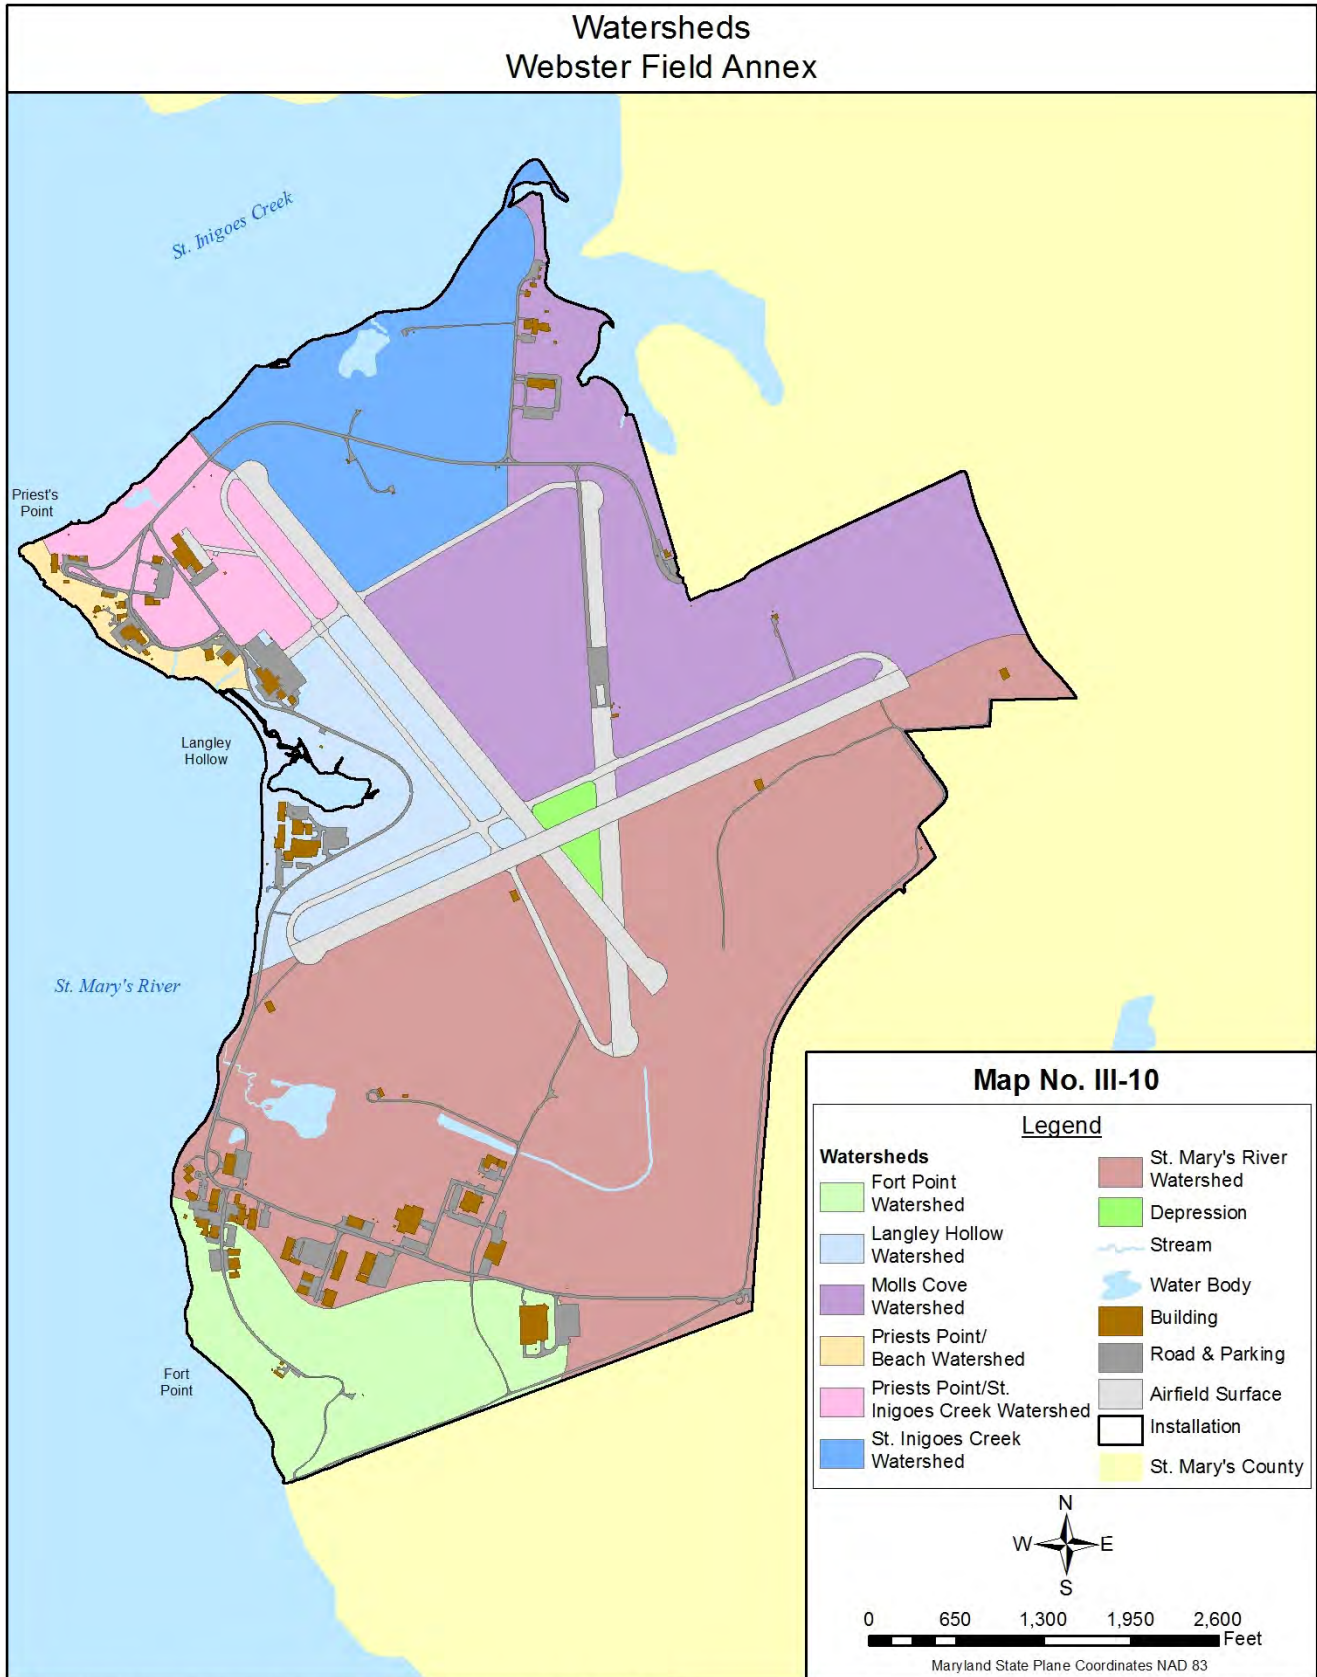 Watersheds
Webster Field Annex
St. Inigoes Creek
Priest's
Point
Langley
Hollow
St. Mary's River
Fort
Point
Map No. III-10
Legend
Watersheds
Fort Point
Watershed
Langley Hollow
Watershed
Molls Cove
Watershed
Priests Point/
Beach Watershed
Priests Point/St.
Inigoes Creek Watershed
St. Inigoes Creek
Watershed
St. Mary's River
Watershed
Depression
Stream
Water Body
Building
Road & Parking
Airfield Surface
Installation
St. Mary's County
N
W E
S
0 650 1,300 1,950 2,600
Feet
Maryland State Plane Coordinates NAD 83